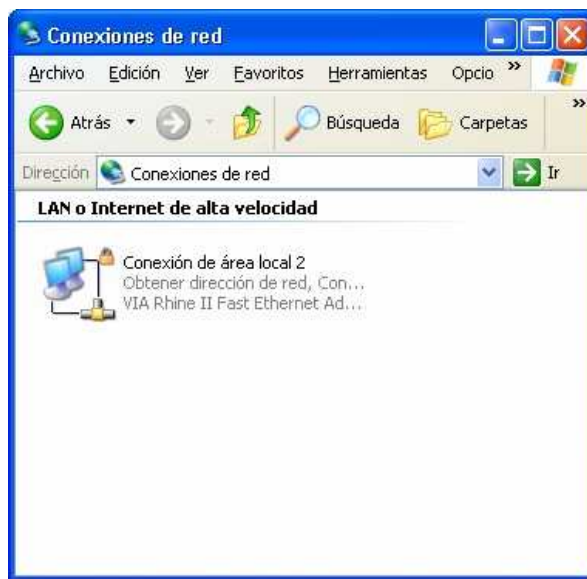 Conexiones de red
Archivo Edición Ver Favoritos Herramientas Opcio »
Atrás Búsqueda Carpetas »
Dirección Conexiones de red Ir
LAN o Internet de alta velocidad
Conexión de área local 2
Obtener dirección de red, Con...
VIA Rhine II Fast Ethernet Ad...